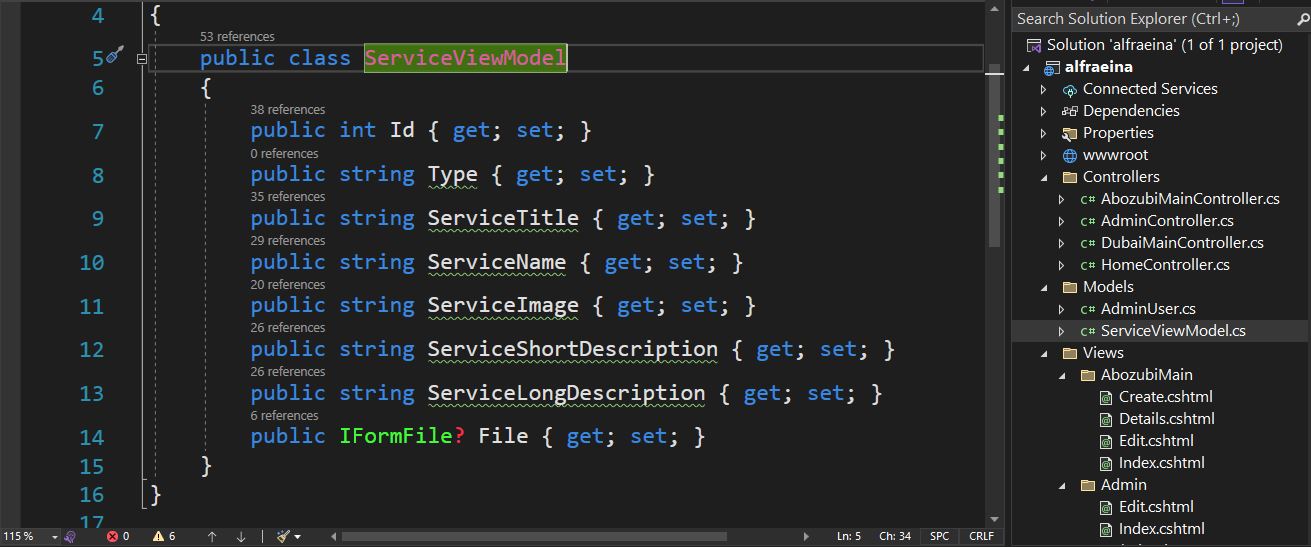 4 {
53 references
5 public class ServiceViewModel
6 {
38 references
7 public int Id { get; set; }
0 references
8 public string Type { get; set; }
35 references
9 public string ServiceTitle { get; set; }
29 references
10 public string ServiceName { get; set; }
20 references
11 public string ServiceImage { get; set; }
26 references
12 public string ServiceShortDescription { get; set; }
26 references
13 public string ServiceLongDescription { get; set; }
6 references
14 public IFormFile? File { get; set; }
15 }
16 }
17
115 % 0 6 Ln: 5 Ch: 34 SPC CRLF
Search Solution Explorer (Ctrl+;)
Solution 'alfraeina' (1 of 1 project)
alfraeina
Connected Services
Dependencies
Properties
wwwroot
Controllers
C# AbozubiMainController.cs
C# AdminController.cs
C# DubaiMainController.cs
C# HomeController.cs
Models
C# AdminUser.cs
C# ServiceViewModel.cs
Views
AbozubiMain
Create.cshtml
Details.cshtml
Edit.cshtml
Index.cshtml
Admin
Edit.cshtml
Index.cshtml